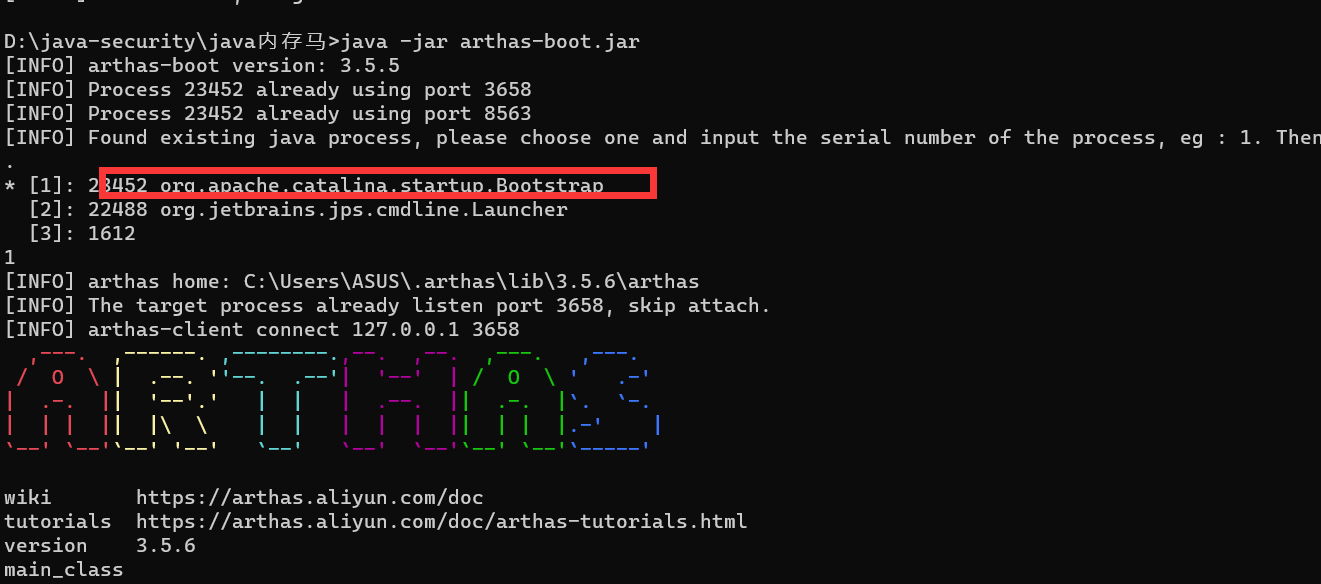 D:\java-security\java内存马>java -jar arthas-boot.jar
[INFO] arthas-boot version: 3.5.5
[INFO] Process 23452 already using port 3658
[INFO] Process 23452 already using port 8563
[INFO] Found existing java process, please choose one and input the serial number of the process, eg : 1. Then
.
* [1]: 23452 org.apache.catalina.startup.Bootstrap
[2]: 22488 org.jetbrains.jps.cmdline.Launcher
[3]: 1612
1
[INFO] arthas home: C:\Users\ASUS\.arthas\lib\3.5.6\arthas
[INFO] The target process already listen port 3658, skip attach.
[INFO] arthas-client connect 127.0.0.1 3658
ARTHAS
wiki https://arthas.aliyun.com/doc
tutorials https://arthas.aliyun.com/doc/arthas-tutorials.html
version 3.5.6
main_class